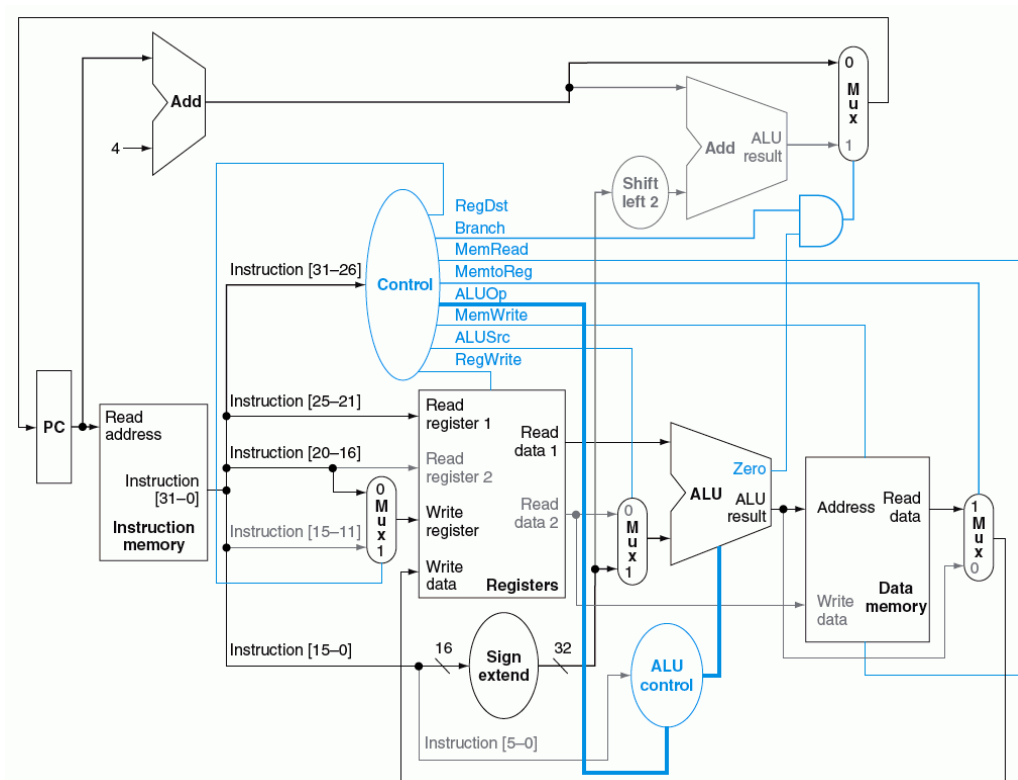 Add
4
0
M
u
x
1
Add
ALU
result
Shift
left 2
RegDst
Branch
MemRead
MemtoReg
ALUOp
MemWrite
ALUSrc
RegWrite
Control
Instruction [31–26]
Instruction [25–21]
Instruction [20–16]
Instruction [15–11]
Instruction [15–0]
Instruction [5–0]
PC
Read
address
Instruction
[31–0]
Instruction
memory
0
M
u
x
1
Read
register 1
Read
register 2
Write
register
Write
data
Read
data 1
Read
data 2
Registers
0
M
u
x
1
Zero
ALU
ALU
result
Address
Read
data
Write
data
Data
memory
1
M
u
x
0
16
Sign
extend
32
ALU
control